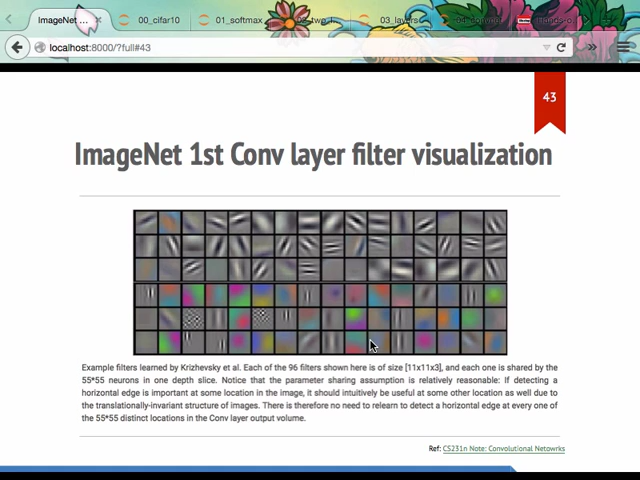 ImageNet ...
00_cifar10
01_softmax
localhost:8000/?full#43
43
ImageNet 1st Conv layer filter visualization
Example filters learned by Krizhevsky et al. Each of the 96 filters shown here is of size [11x11x3], and each one is shared by the
55*55 neurons in one depth slice. Notice that the parameter sharing assumption is relatively reasonable: If detecting a
horizontal edge is important at some location in the image, it should intuitively be useful at some other location as well due to
the translationally-invariant structure of images. There is therefore no need to relearn to detect a horizontal edge at every one of
the 55*55 distinct locations in the Conv layer output volume.
Ref: CS231n Note: Convolutional Netowrks